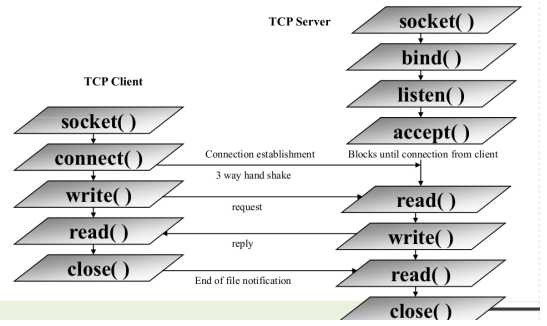 TCP Server
socket( )
bind( )
listen( )
accept( )
TCP Client
socket( )
connect( )
write( )
read( )
close( )
Connection establishment
3 way hand shake
Blocks until connection from client
request
reply
End of file notification
read( )
write( )
read( )
close( )